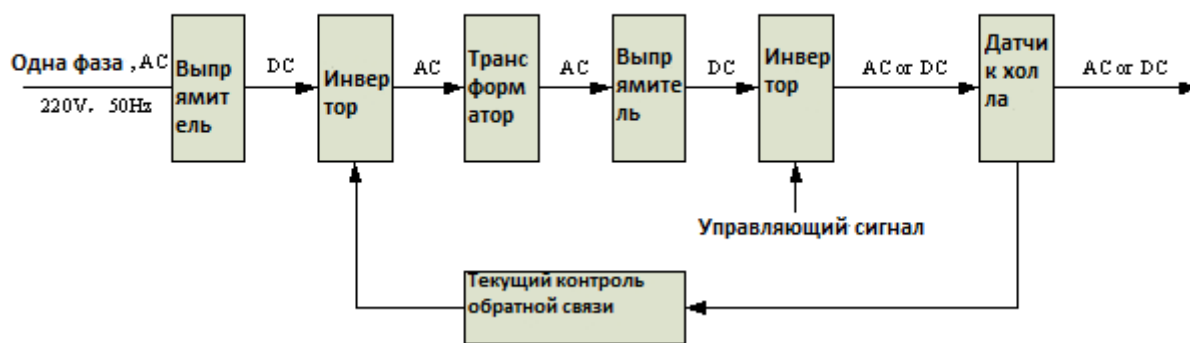 Одна фаза , AC
220V, 50Hz
Выпр
ямит
ель
DC
Инвер
тор
AC
Транс
форм
атор
AC
Выпр
ямите
ль
DC
Инвер
тор
AC or DC
Датчи
к хол
ла
AC or DC
Управляющий сигнал
Текущий контроль
обратной связи